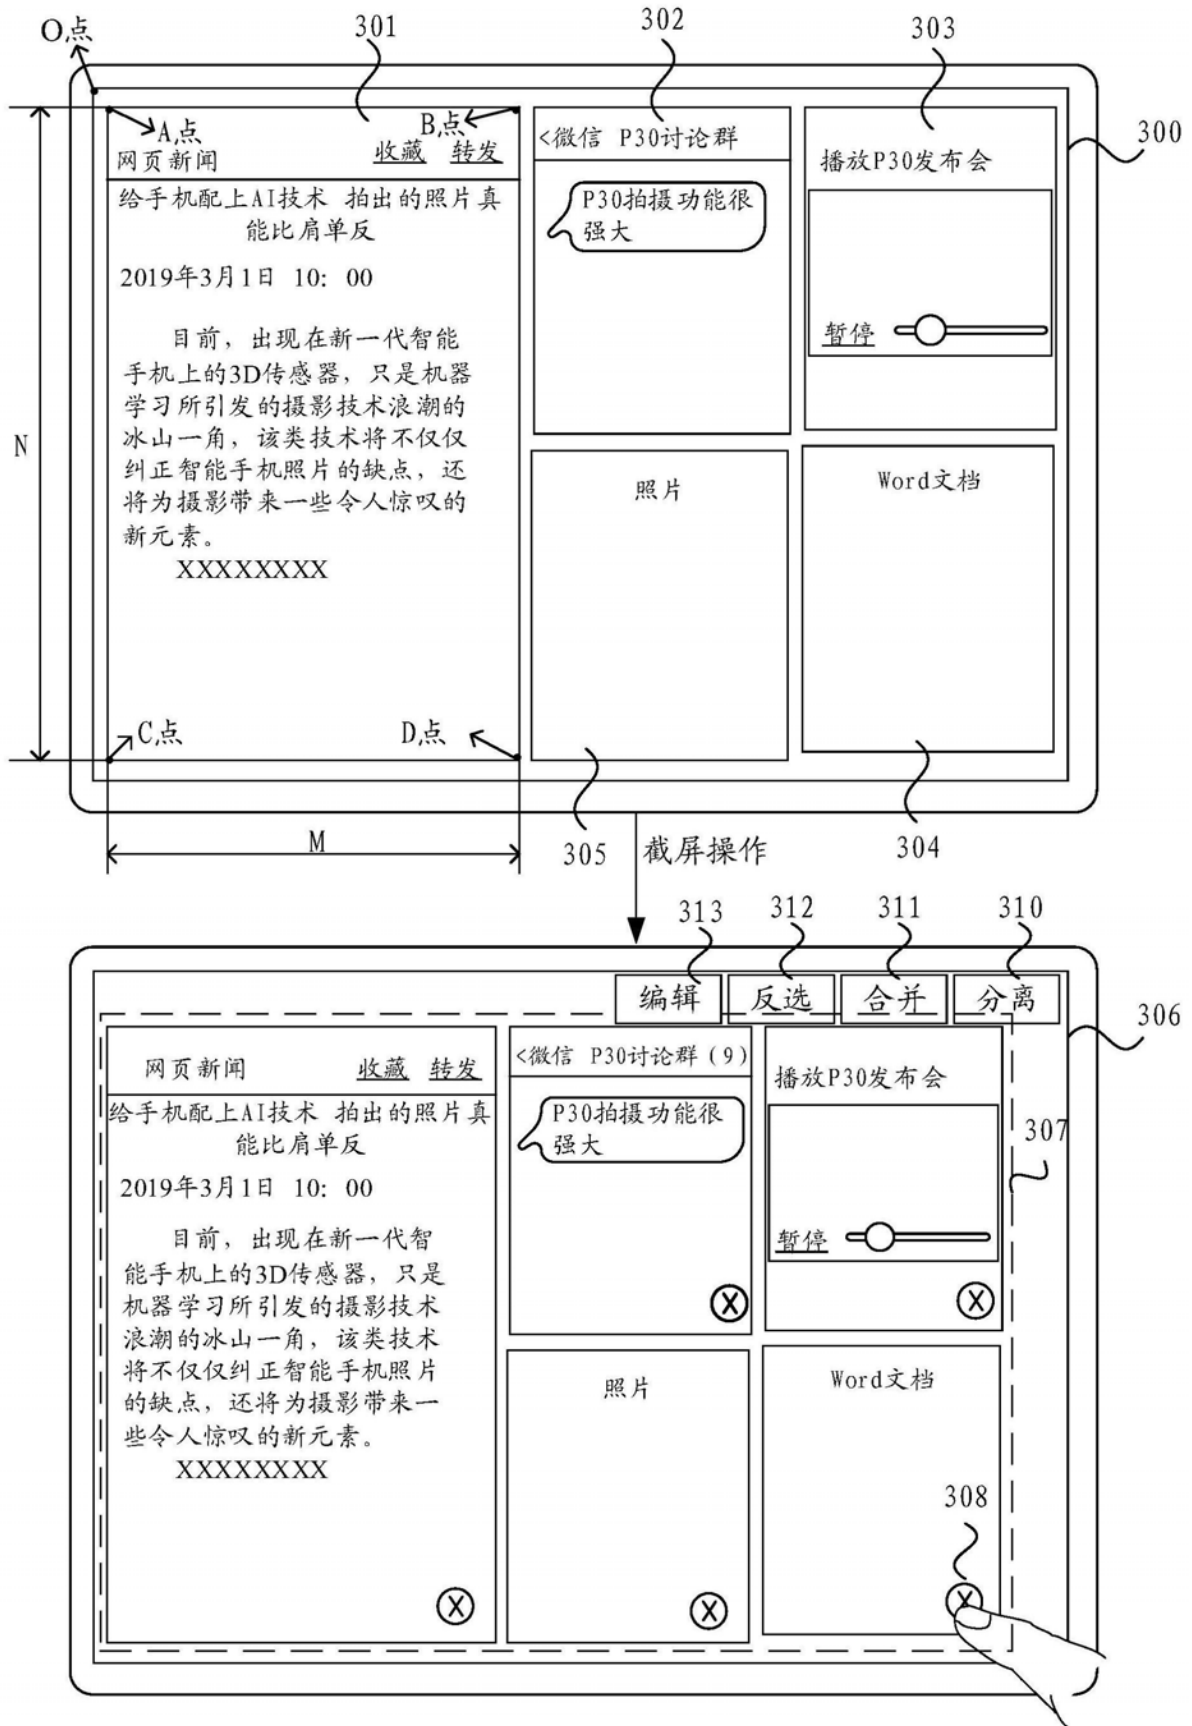 O点
301
302
303
300
A点
B点
网页新闻
收藏 转发
给手机配上AI技术 拍出的照片真
能比肩单反
2019年3月1日 10：00
目前，出现在新一代智能
手机上的3D传感器，只是机器
学习所引发的摄影技术浪潮的
冰山一角，该类技术将不仅仅
纠正智能手机照片的缺点，还
将为摄影带来一些令人惊叹的
新元素。
XXXXXXXX
C点
D点
N
M
<微信 P30讨论群
P30拍摄功能很
强大
播放P30发布会
暂停
照片
Word文档
305
304
截屏操作
313
312
311
310
编辑
反选
合并
分离
306
307
网页新闻
收藏 转发
给手机配上AI技术 拍出的照片真
能比肩单反
2019年3月1日 10：00
目前，出现在新一代智
能手机上的3D传感器，只是
机器学习所引发的摄影技术
浪潮的冰山一角，该类技术
将不仅仅纠正智能手机照片
的缺点，还将为摄影带来一
些令人惊叹的新元素。
XXXXXXXX
X
<微信 P30讨论群（9）
P30拍摄功能很
强大
X
播放P30发布会
暂停
X
照片
X
Word文档
308
X